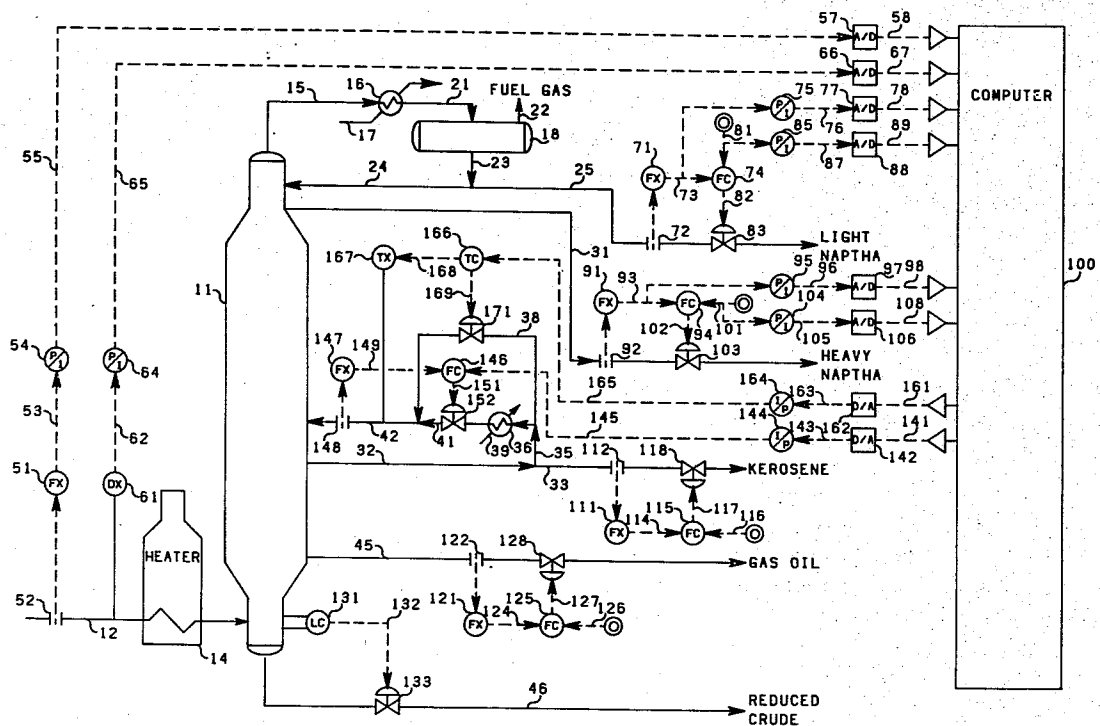 57 58
A/D
66 67
A/D
15 16 21 FUEL GAS 75 77 78
P/I A/D
22 76
17 18 81 85 89
P/I A/D
55 65 23 71 87 88
24 25 FX 73 FC 74
82
COMPUTER
72 83
LIGHT
NAPTHA
166 31
167 TX 168 TC
95 96 97 98
91 93 P/I A/D
100
11 169 FX FC 104 108
101 P/I A/D
171 38 102 94 105 106
54 P/I P/I 64 147 149 146 92 103
FX FC HEAVY
NAPTHA
151 165 164 163 161
53 62 152 I/P D/A
144 143 162 141
148 42 41 39 36 145 I/P D/A
142
32 35 112 118
33 KEROSENE
51 FX DX 61 117
111 114 115 116
FX FC
HEATER
45 122 128
GAS OIL
52 131 132 121 124 125 127 126
LC FX FC
12
14
133 46
REDUCED
CRUDE